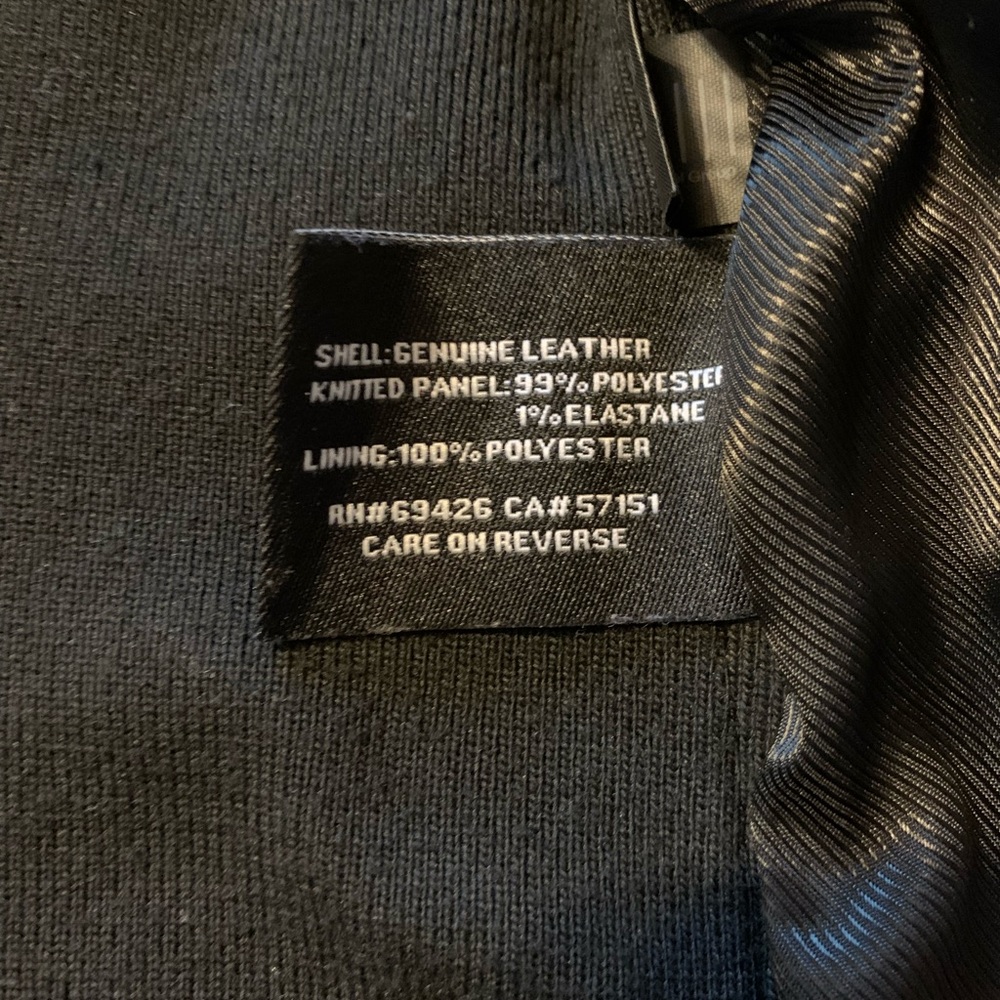 SHELL:GENUINE LEATHER
KNITTED PANEL:99% POLYESTER
1% ELASTANE
LINING:100% POLYESTER
RN#69426 CA#57151
CARE ON REVERSE